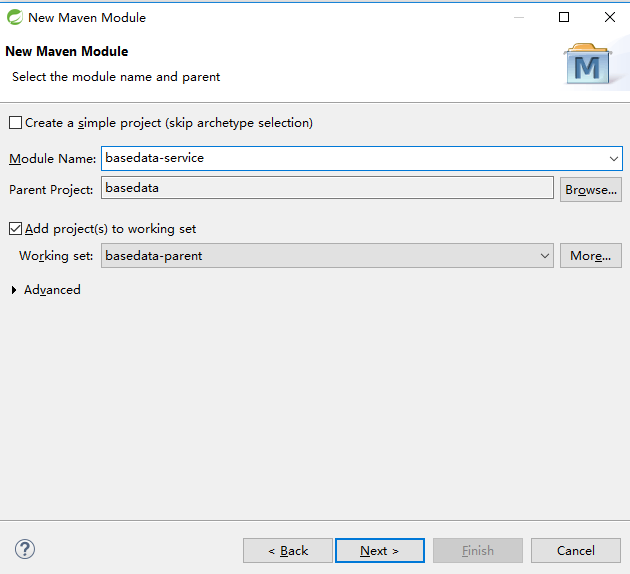 New Maven Module
New Maven Module
Select the module name and parent
M
Create a simple project (skip archetype selection)
Module Name: basedata-service
Parent Project: basedata Browse...
Add project(s) to working set
Working set: basedata-parent More...
Advanced
? < Back Next > Finish Cancel